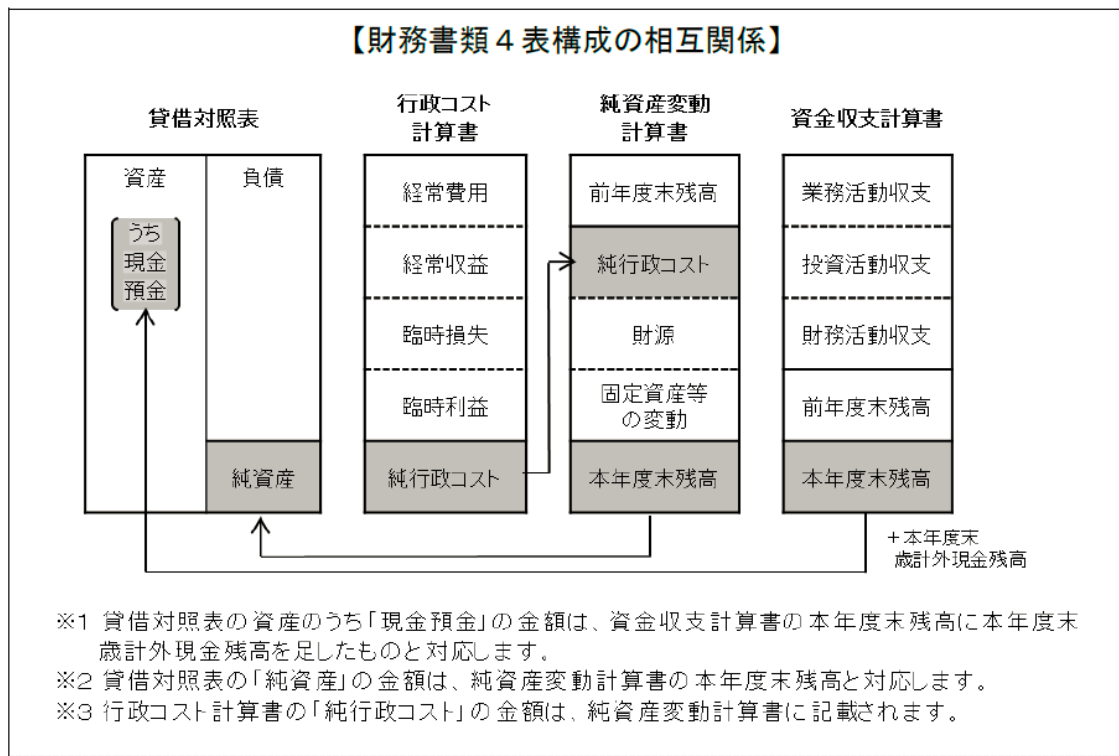 【財務書類４表構成の相互関係】
貸借対照表
資産
負債
うち
現金
預金
純資産
行政コスト
計算書
経常費用
経常収益
臨時損失
臨時利益
純行政コスト
純資産変動
計算書
前年度末残高
純行政コスト
財源
固定資産等
の変動
本年度末残高
資金収支計算書
業務活動収支
投資活動収支
財務活動収支
前年度末残高
本年度末残高
＋本年度末
歳計外現金残高
※1 貸借対照表の資産のうち「現金預金」の金額は、資金収支計算書の本年度末残高に本年度末
歳計外現金残高を足したものと対応します。
※2 貸借対照表の「純資産」の金額は、純資産変動計算書の本年度末残高と対応します。
※3 行政コスト計算書の「純行政コスト」の金額は、純資産変動計算書に記載されます。